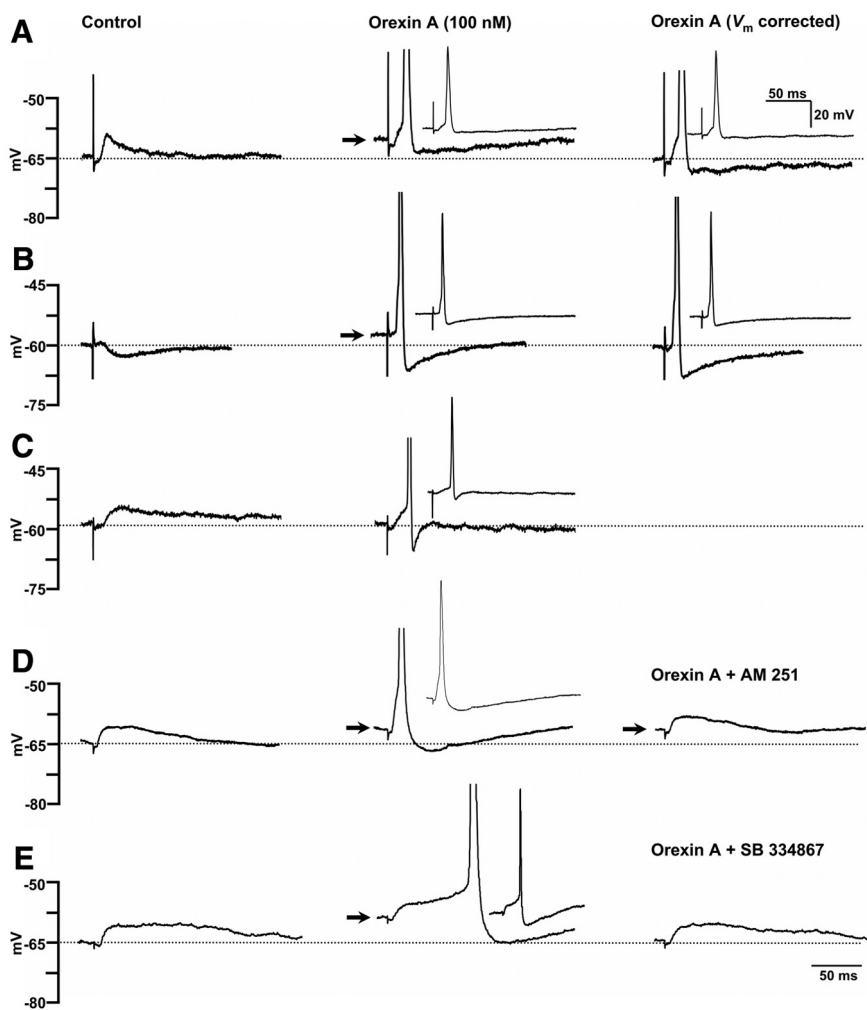 A
Control
Orexin A (100 nM)
Orexin A (Vm corrected)
-50
-65
-80
mV
50 ms
20 mV
B
-45
-60
-75
mV
C
-45
-60
-75
mV
D
Orexin A + AM 251
-50
-65
-80
mV
E
Orexin A + SB 334867
-50
-65
-80
mV
50 ms